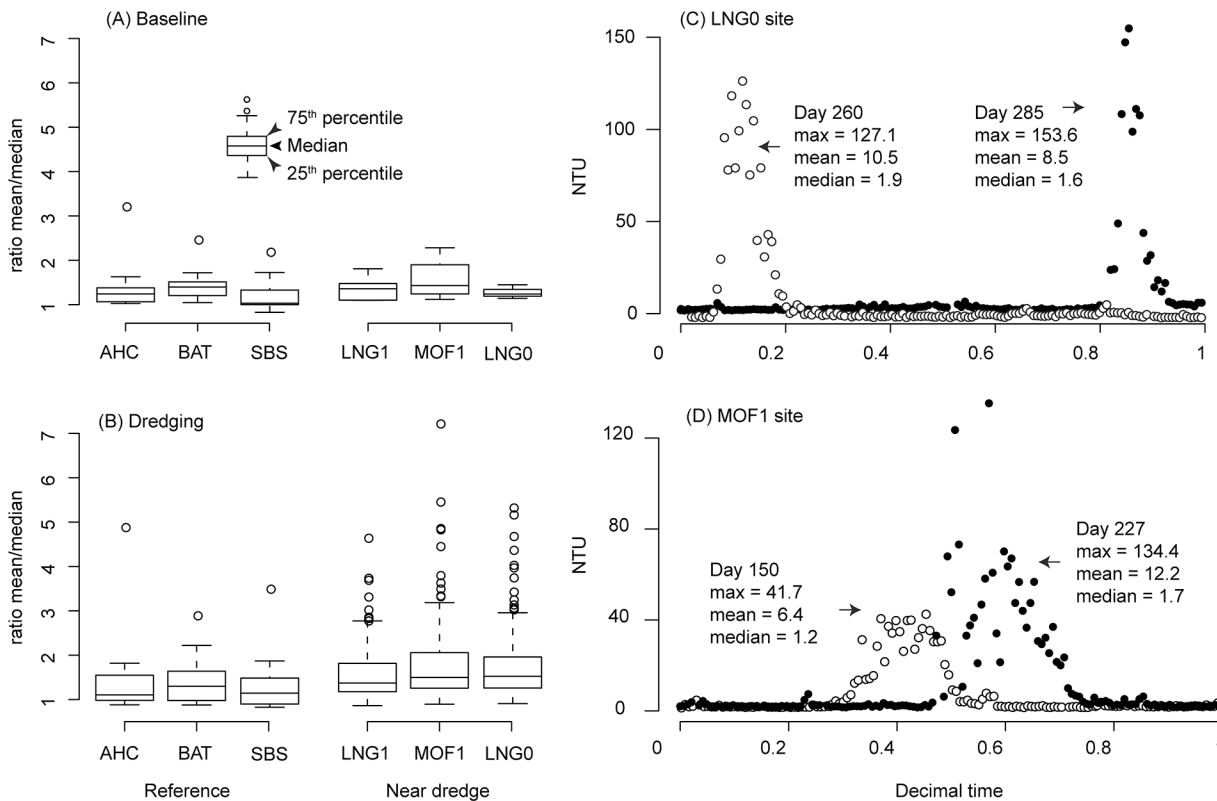 (A) Baseline
ratio mean/median
7
6
5
4
3
2
1
75th percentile
Median
25th percentile
AHC BAT SBS LNG1 MOF1 LNG0
(B) Dredging
ratio mean/median
7
6
5
4
3
2
1
AHC BAT SBS LNG1 MOF1 LNG0
Reference Near dredge
(C) LNG0 site
NTU
150
100
50
0
Day 260
max = 127.1
mean = 10.5
median = 1.9
Day 285
max = 153.6
mean = 8.5
median = 1.6
0 0.2 0.4 0.6 0.8 1
(D) MOF1 site
NTU
120
80
40
0
Day 150
max = 41.7
mean = 6.4
median = 1.2
Day 227
max = 134.4
mean = 12.2
median = 1.7
0 0.2 0.4 0.6 0.8
Decimal time